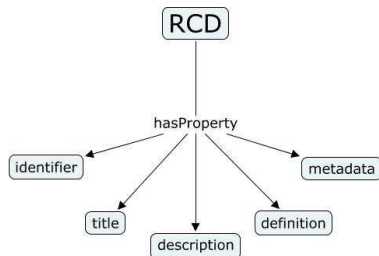 RCD
hasProperty
identifier
metadata
title
definition
description